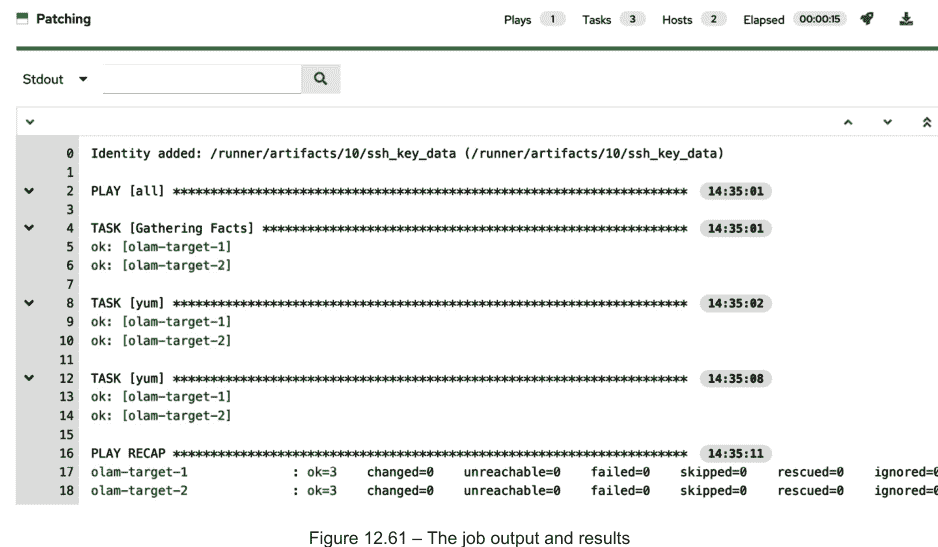 Patching Plays 1 Tasks 3 Hosts 2 Elapsed 00:00:15
Stdout
0 Identity added: /runner/artifacts/10/ssh_key_data (/runner/artifacts/10/ssh_key_data)
1
2 PLAY [all] ********************************************************************* 14:35:01
3
4 TASK [Gathering Facts] ********************************************************* 14:35:01
5 ok: [olam-target-1]
6 ok: [olam-target-2]
7
8 TASK [yum] ********************************************************************* 14:35:02
9 ok: [olam-target-1]
10 ok: [olam-target-2]
11
12 TASK [yum] ********************************************************************* 14:35:08
13 ok: [olam-target-1]
14 ok: [olam-target-2]
15
16 PLAY RECAP ********************************************************************* 14:35:11
17 olam-target-1 : ok=3 changed=0 unreachable=0 failed=0 skipped=0 rescued=0 ignored=0
18 olam-target-2 : ok=3 changed=0 unreachable=0 failed=0 skipped=0 rescued=0 ignored=0
Figure 12.61 – The job output and results